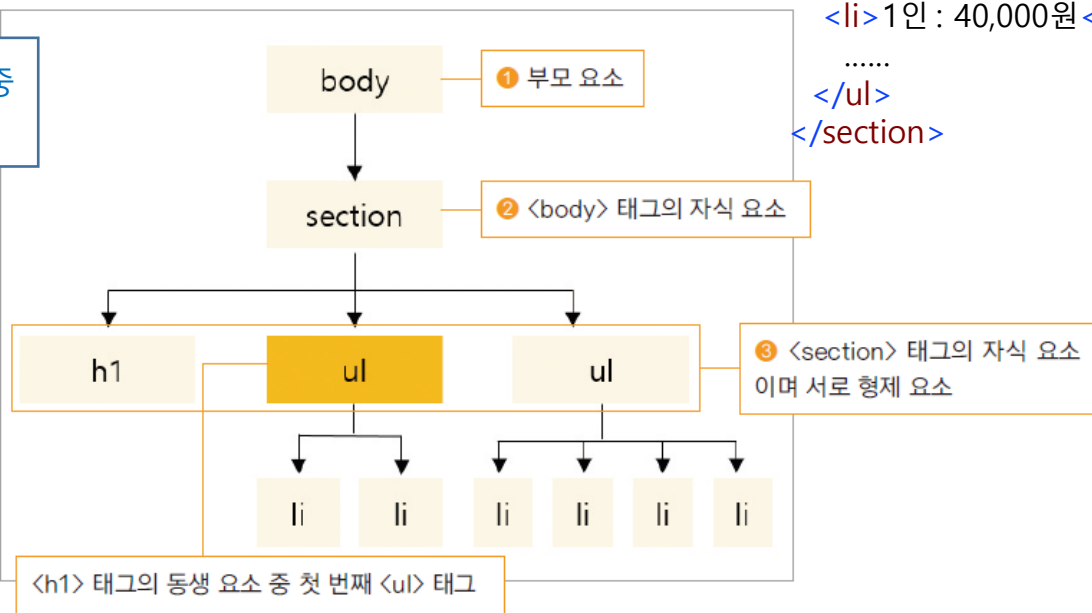 <li>1인 : 40,000원<
......
</ul>
</section>
중
body
❶ 부모 요소
section
❷ <body> 태그의 자식 요소
h1
ul
ul
❸ <section> 태그의 자식 요소
이며 서로 형제 요소
li
li
li
li
li
li
<h1> 태그의 동생 요소 중 첫 번째 <ul> 태그